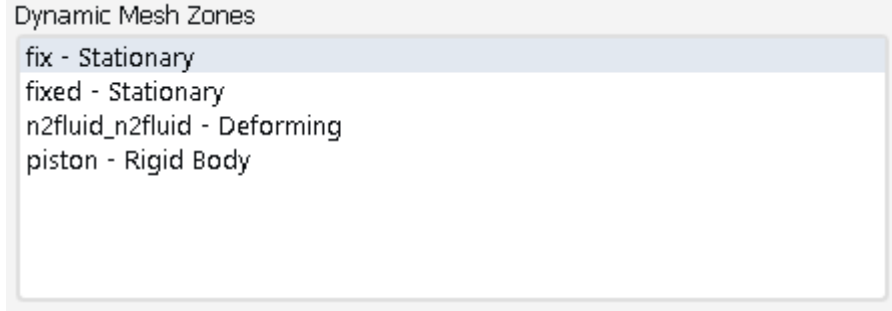 Dynamic Mesh Zones
fix - Stationary
fixed - Stationary
n2fluid_n2fluid - Deforming
piston - Rigid Body